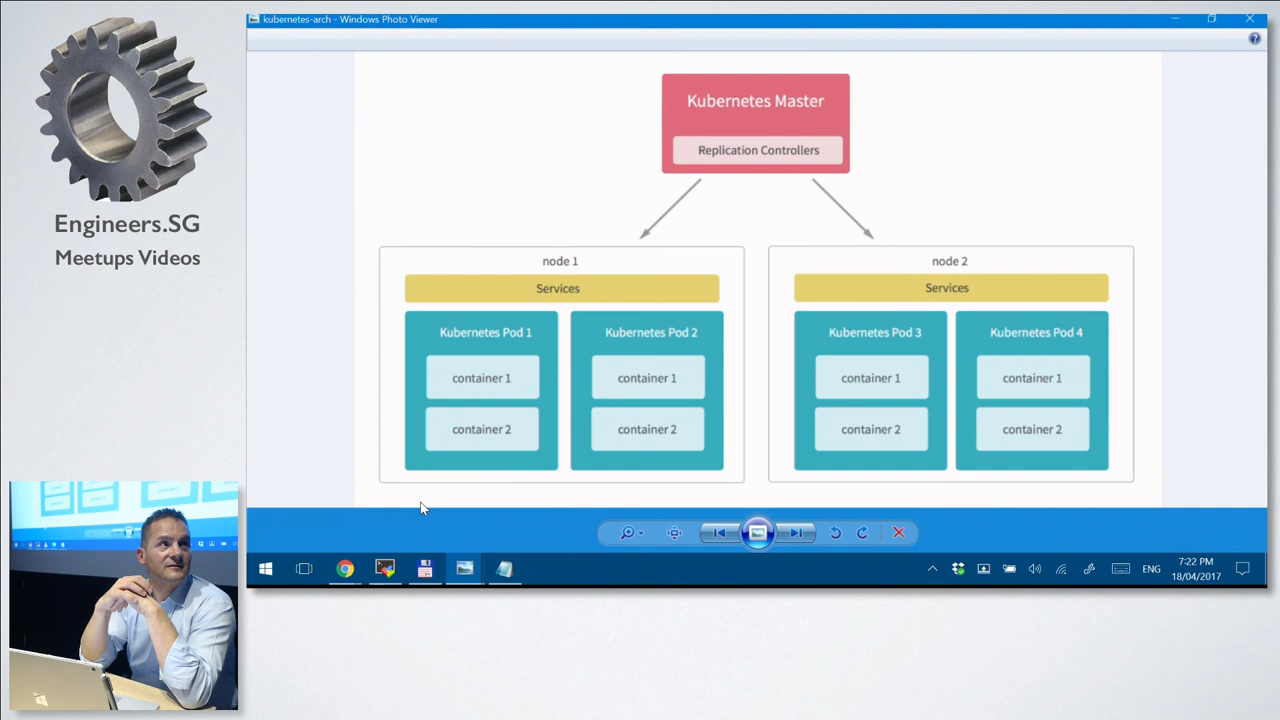 Engineers.SG
Meetups Videos
kubernetes-arch - Windows Photo Viewer
Kubernetes Master
Replication Controllers
node 1
Services
Kubernetes Pod 1
container 1
container 2
Kubernetes Pod 2
container 1
container 2
node 2
Services
Kubernetes Pod 3
container 1
container 2
Kubernetes Pod 4
container 1
container 2
ENG
7:22 PM
18/04/2017